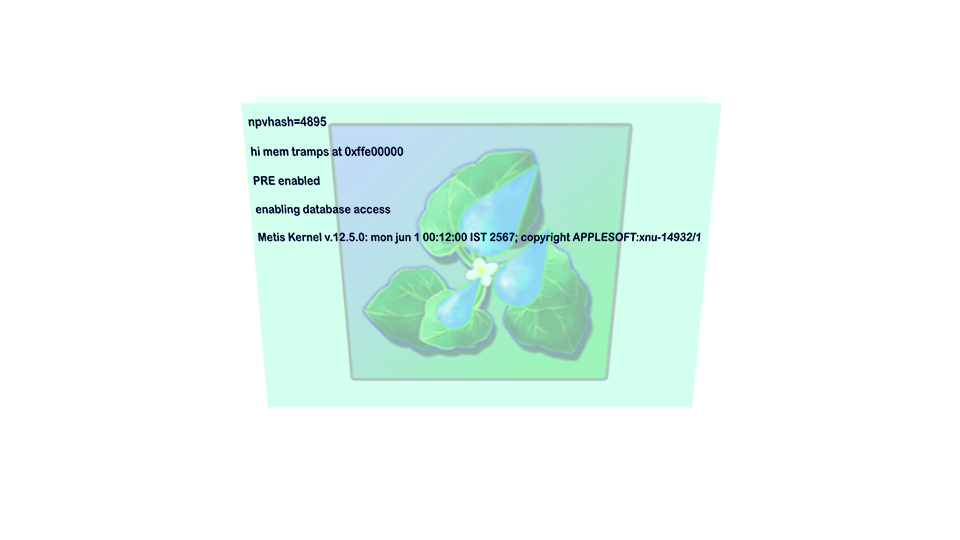 npvhash=4895
hi mem tramps at 0xffe00000
PRE enabled
enabling database access
Metis Kernel v.12.5.0: mon jun 1 00:12:00 IST 2567; copyright APPLESOFT:xnu-14932/1